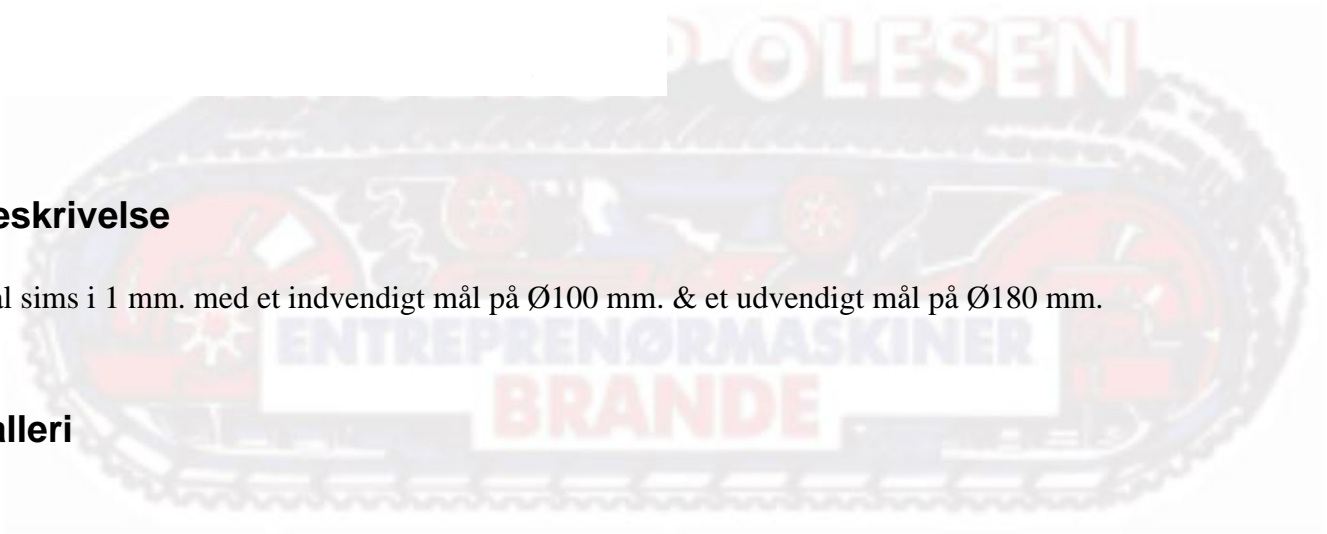 P OLESEN
eskrivelse
al sims i 1 mm. med et indvendigt mål på Ø100 mm. & et udvendigt mål på Ø180 mm.
ENTREPRENØRMASKINER
BRANDE
alleri